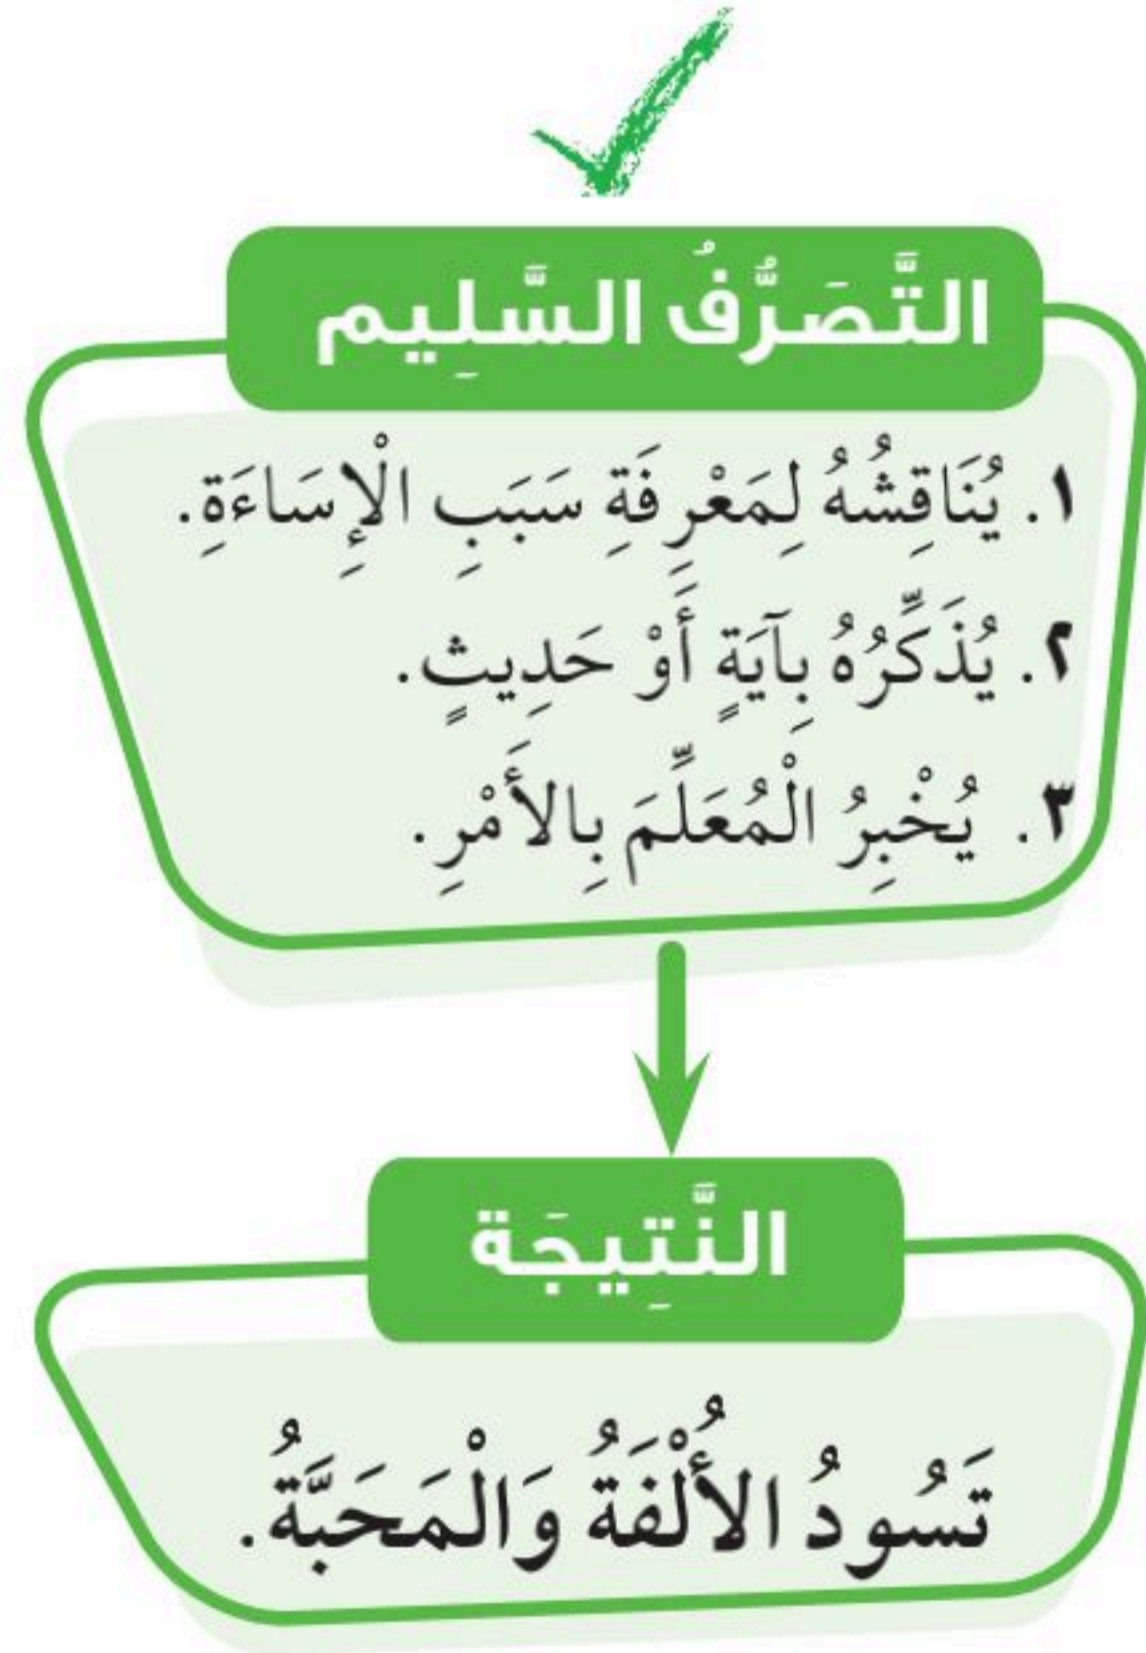 التَّصَرُّفُ السَّلِيم
١. يُنَاقِشُهُ لِمَعْرِفَةِ سَبَبِ الْإِسَاءَةِ.
٢. يُذَكِّرُهُ بِآيَةٍ أَوْ حَدِيثٍ.
٣. يُخْبِرُ الْمُعَلِّمَ بِالأَمْرِ.
النَّتِيجَة
تَسُودُ الأُلْفَةُ وَالْمَحَبَّةُ.